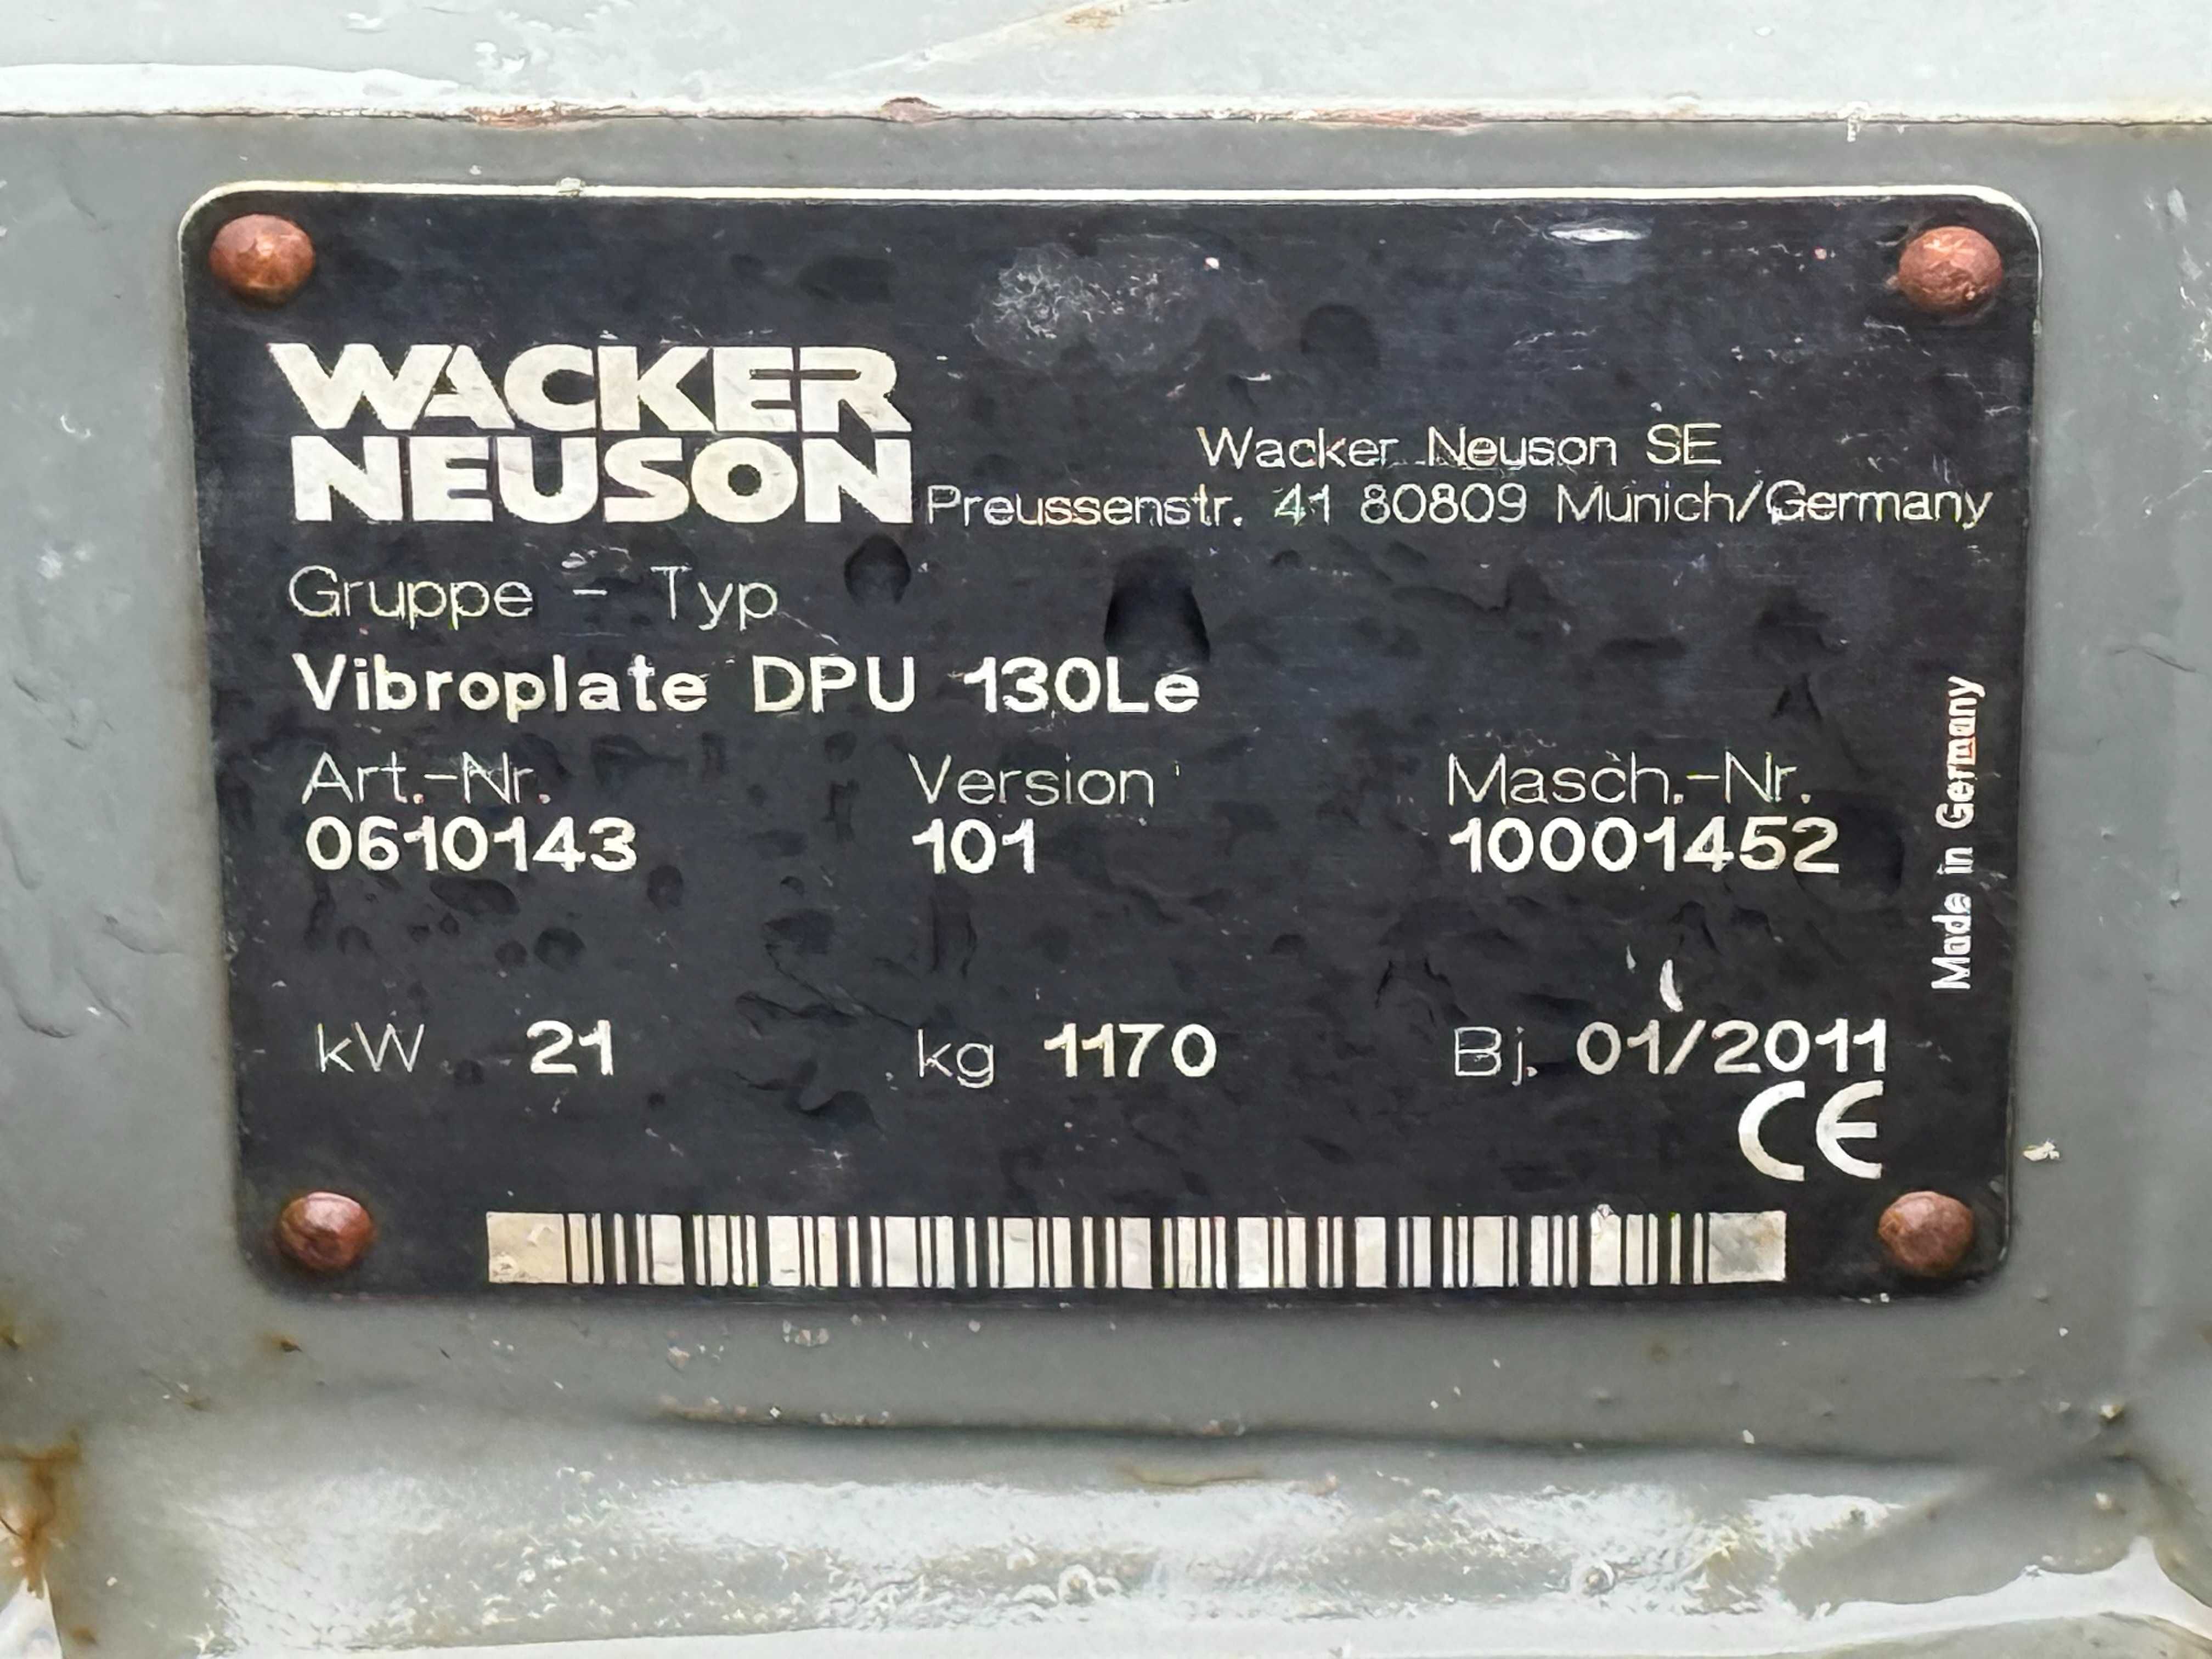 WACKER
NEUSON
Wacker Neuson SE
Preussenstr. 41 80809 Munich/Germany
Gruppe - Typ
Vibroplate DPU 130Le
Art.-Nr. Version Masch.-Nr.
0610143 101 10001452
Made in Germany
kW 21 kg 1170 Bj. 01/2011
CE